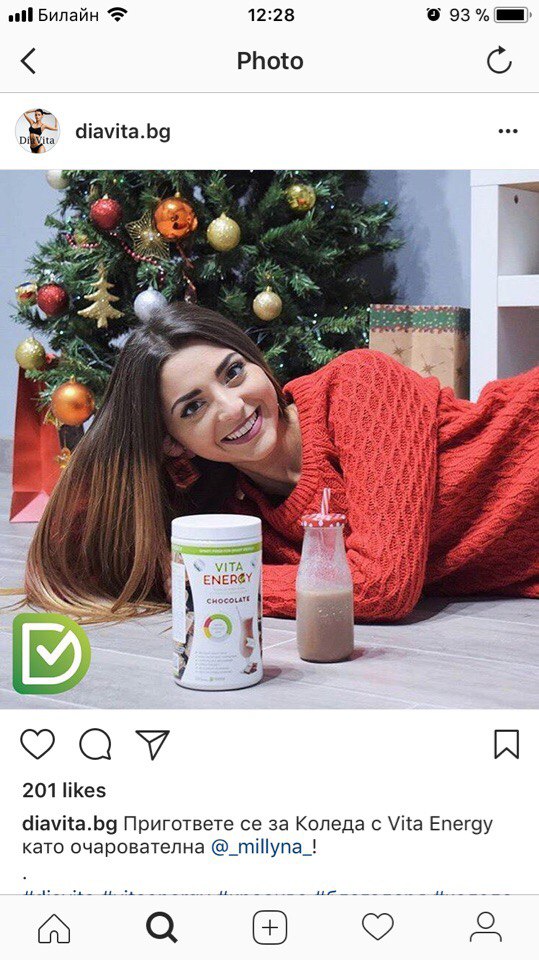 Билайн 12:28 93 %
Photo
DiaVita
diavita.bg
VITA
ENERGY
CHOCOLATE
201 likes
diavita.bg Пригответе се за Коледа с Vita Energy
като очарователна @_millyna_!
.